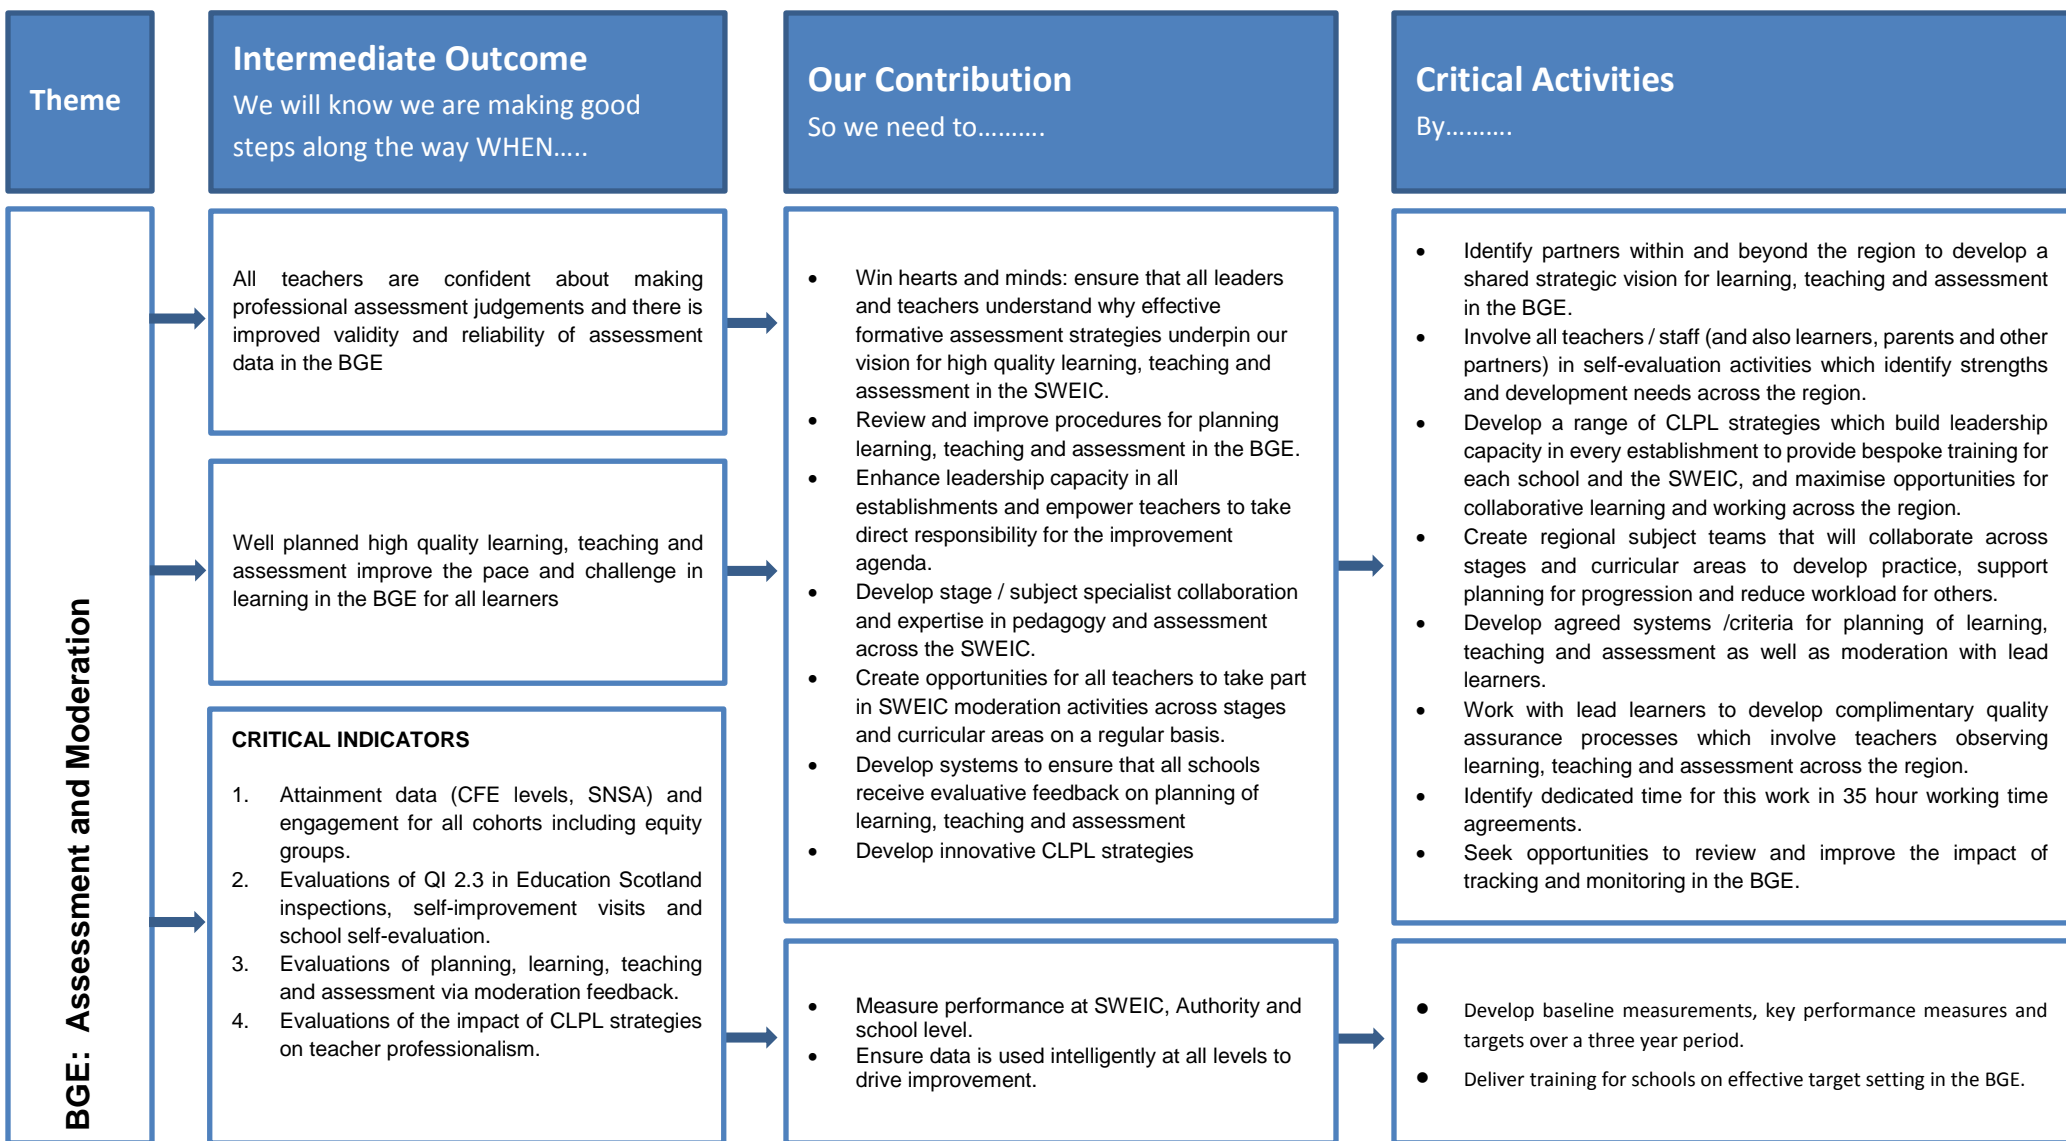 Theme
Intermediate Outcome
We will know we are making good
steps along the way WHEN.....
Our Contribution
So we need to..........
Critical Activities
By..........
BGE: Assessment and Moderation
All teachers are confident about making
professional assessment judgements and there is
improved validity and reliability of assessment
data in the BGE
Well planned high quality learning, teaching and
assessment improve the pace and challenge in
learning in the BGE for all learners
CRITICAL INDICATORS
1. Attainment data (CFE levels, SNSA) and
engagement for all cohorts including equity
groups.
2. Evaluations of QI 2.3 in Education Scotland
inspections, self-improvement visits and
school self-evaluation.
3. Evaluations of planning, learning, teaching
and assessment via moderation feedback.
4. Evaluations of the impact of CLPL strategies
on teacher professionalism.
• Win hearts and minds: ensure that all leaders
and teachers understand why effective
formative assessment strategies underpin our
vision for high quality learning, teaching and
assessment in the SWEIC.
• Review and improve procedures for planning
learning, teaching and assessment in the BGE.
• Enhance leadership capacity in all
establishments and empower teachers to take
direct responsibility for the improvement
agenda.
• Develop stage / subject specialist collaboration
and expertise in pedagogy and assessment
across the SWEIC.
• Create opportunities for all teachers to take part
in SWEIC moderation activities across stages
and curricular areas on a regular basis.
• Develop systems to ensure that all schools
receive evaluative feedback on planning of
learning, teaching and assessment
• Develop innovative CLPL strategies
• Measure performance at SWEIC, Authority and
school level.
• Ensure data is used intelligently at all levels to
drive improvement.
• Identify partners within and beyond the region to develop a
shared strategic vision for learning, teaching and assessment
in the BGE.
• Involve all teachers / staff (and also learners, parents and other
partners) in self-evaluation activities which identify strengths
and development needs across the region.
• Develop a range of CLPL strategies which build leadership
capacity in every establishment to provide bespoke training for
each school and the SWEIC, and maximise opportunities for
collaborative learning and working across the region.
• Create regional subject teams that will collaborate across
stages and curricular areas to develop practice, support
planning for progression and reduce workload for others.
• Develop agreed systems /criteria for planning of learning,
teaching and assessment as well as moderation with lead
learners.
• Work with lead learners to develop complimentary quality
assurance processes which involve teachers observing
learning, teaching and assessment across the region.
• Identify dedicated time for this work in 35 hour working time
agreements.
• Seek opportunities to review and improve the impact of
tracking and monitoring in the BGE.
• Develop baseline measurements, key performance measures and
targets over a three year period.
• Deliver training for schools on effective target setting in the BGE.